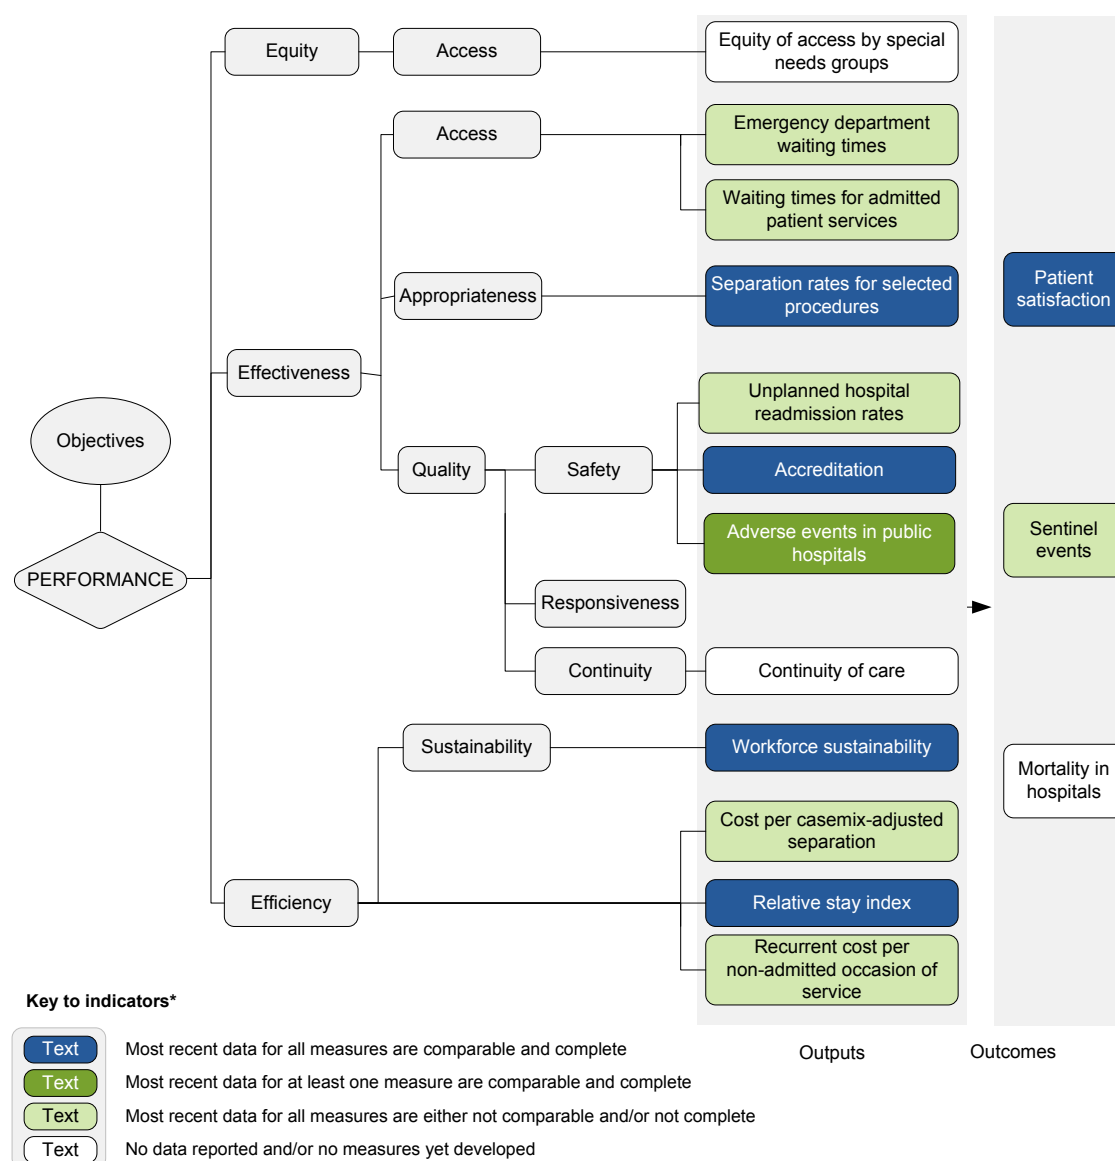 Equity
Access
Equity of access by special
needs groups
Access
Emergency department
waiting times
Waiting times for admitted
patient services
Appropriateness
Separation rates for selected
procedures
Patient
satisfaction
Effectiveness
Unplanned hospital
readmission rates
Objectives
Quality
Safety
Accreditation
Adverse events in public
hospitals
Sentinel
events
PERFORMANCE
Responsiveness
Continuity
Continuity of care
Sustainability
Workforce sustainability
Mortality in
hospitals
Cost per casemix-adjusted
separation
Efficiency
Relative stay index
Recurrent cost per
non-admitted occasion of
service
Key to indicators*
Text
Most recent data for all measures are comparable and complete
Text
Most recent data for at least one measure are comparable and complete
Text
Most recent data for all measures are either not comparable and/or not complete
Text
No data reported and/or no measures yet developed
Outputs
Outcomes